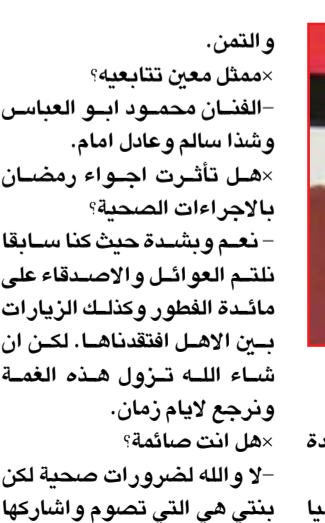 والتمن.
×ممثل معين تتابعيه؟
–الفنان محمود ابو العباس
وشذا سالم وعادل امام.
×هل تأثرت اجواء رمضان
بالاجراءات الصحية؟
– نعم وبشدة حيث كنا سابقا
نلتم العوائل والاصدقاء على
مائدة الفطور وكذلك الزيارات
بين الاهل افتقدناها. لكن ان
شاء الله تزول هذه الغمة
ونرجع لايام زمان.
×هل انت صائمة؟
–لا والله لضرورات صحية لكن
بنتي هي التي تصوم واشاركها